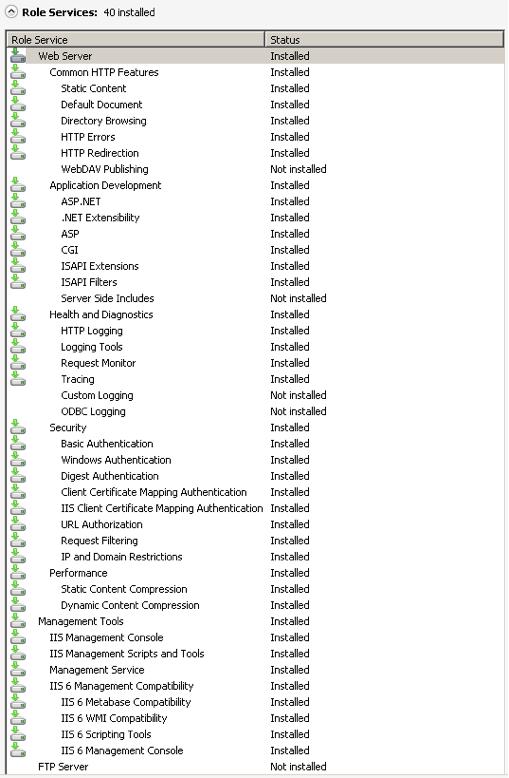 Role Services: 40 installed
Role Service Status
Web Server Installed
Common HTTP Features Installed
Static Content Installed
Default Document Installed
Directory Browsing Installed
HTTP Errors Installed
HTTP Redirection Installed
WebDAV Publishing Not installed
Application Development Installed
ASP.NET Installed
.NET Extensibility Installed
ASP Installed
CGI Installed
ISAPI Extensions Installed
ISAPI Filters Installed
Server Side Includes Not installed
Health and Diagnostics Installed
HTTP Logging Installed
Logging Tools Installed
Request Monitor Installed
Tracing Installed
Custom Logging Not installed
ODBC Logging Not installed
Security Installed
Basic Authentication Installed
Windows Authentication Installed
Digest Authentication Installed
Client Certificate Mapping Authentication Installed
IIS Client Certificate Mapping Authentication Installed
URL Authorization Installed
Request Filtering Installed
IP and Domain Restrictions Installed
Performance Installed
Static Content Compression Installed
Dynamic Content Compression Installed
Management Tools Installed
IIS Management Console Installed
IIS Management Scripts and Tools Installed
Management Service Installed
IIS 6 Management Compatibility Installed
IIS 6 Metabase Compatibility Installed
IIS 6 WMI Compatibility Installed
IIS 6 Scripting Tools Installed
IIS 6 Management Console Installed
FTP Server Not installed